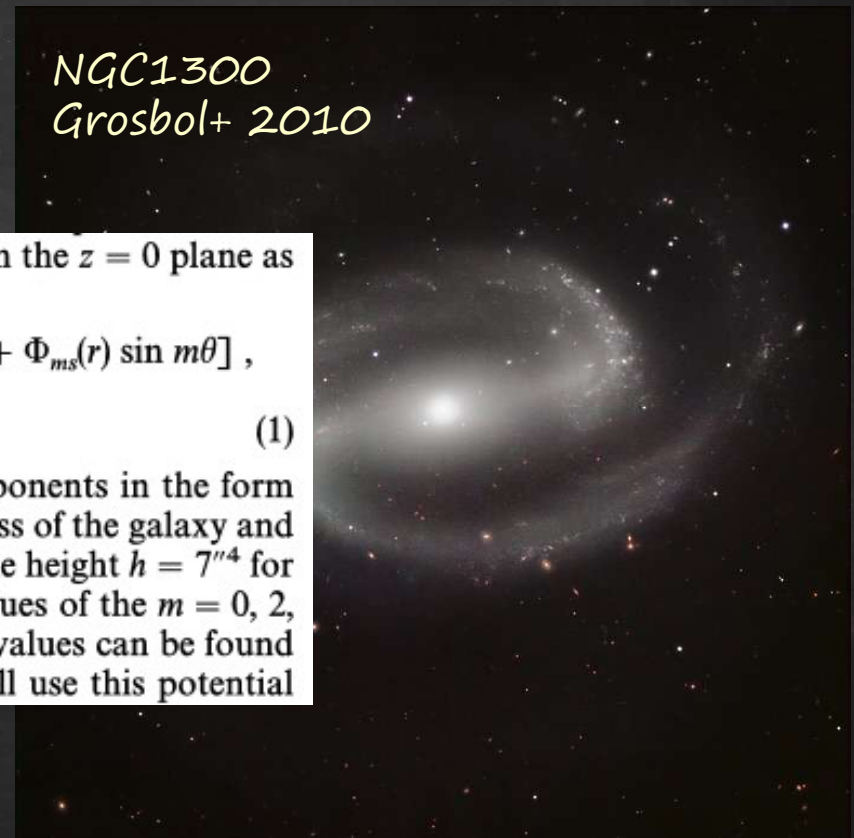 NGC1300
Grosbol+ 2010
the z = 0 plane as
+ Φms(r) sin mθ] ,
(1)
ponents in the form
ss of the galaxy and
e height h = 7″4 for
ues of the m = 0, 2,
values can be found
ll use this potential